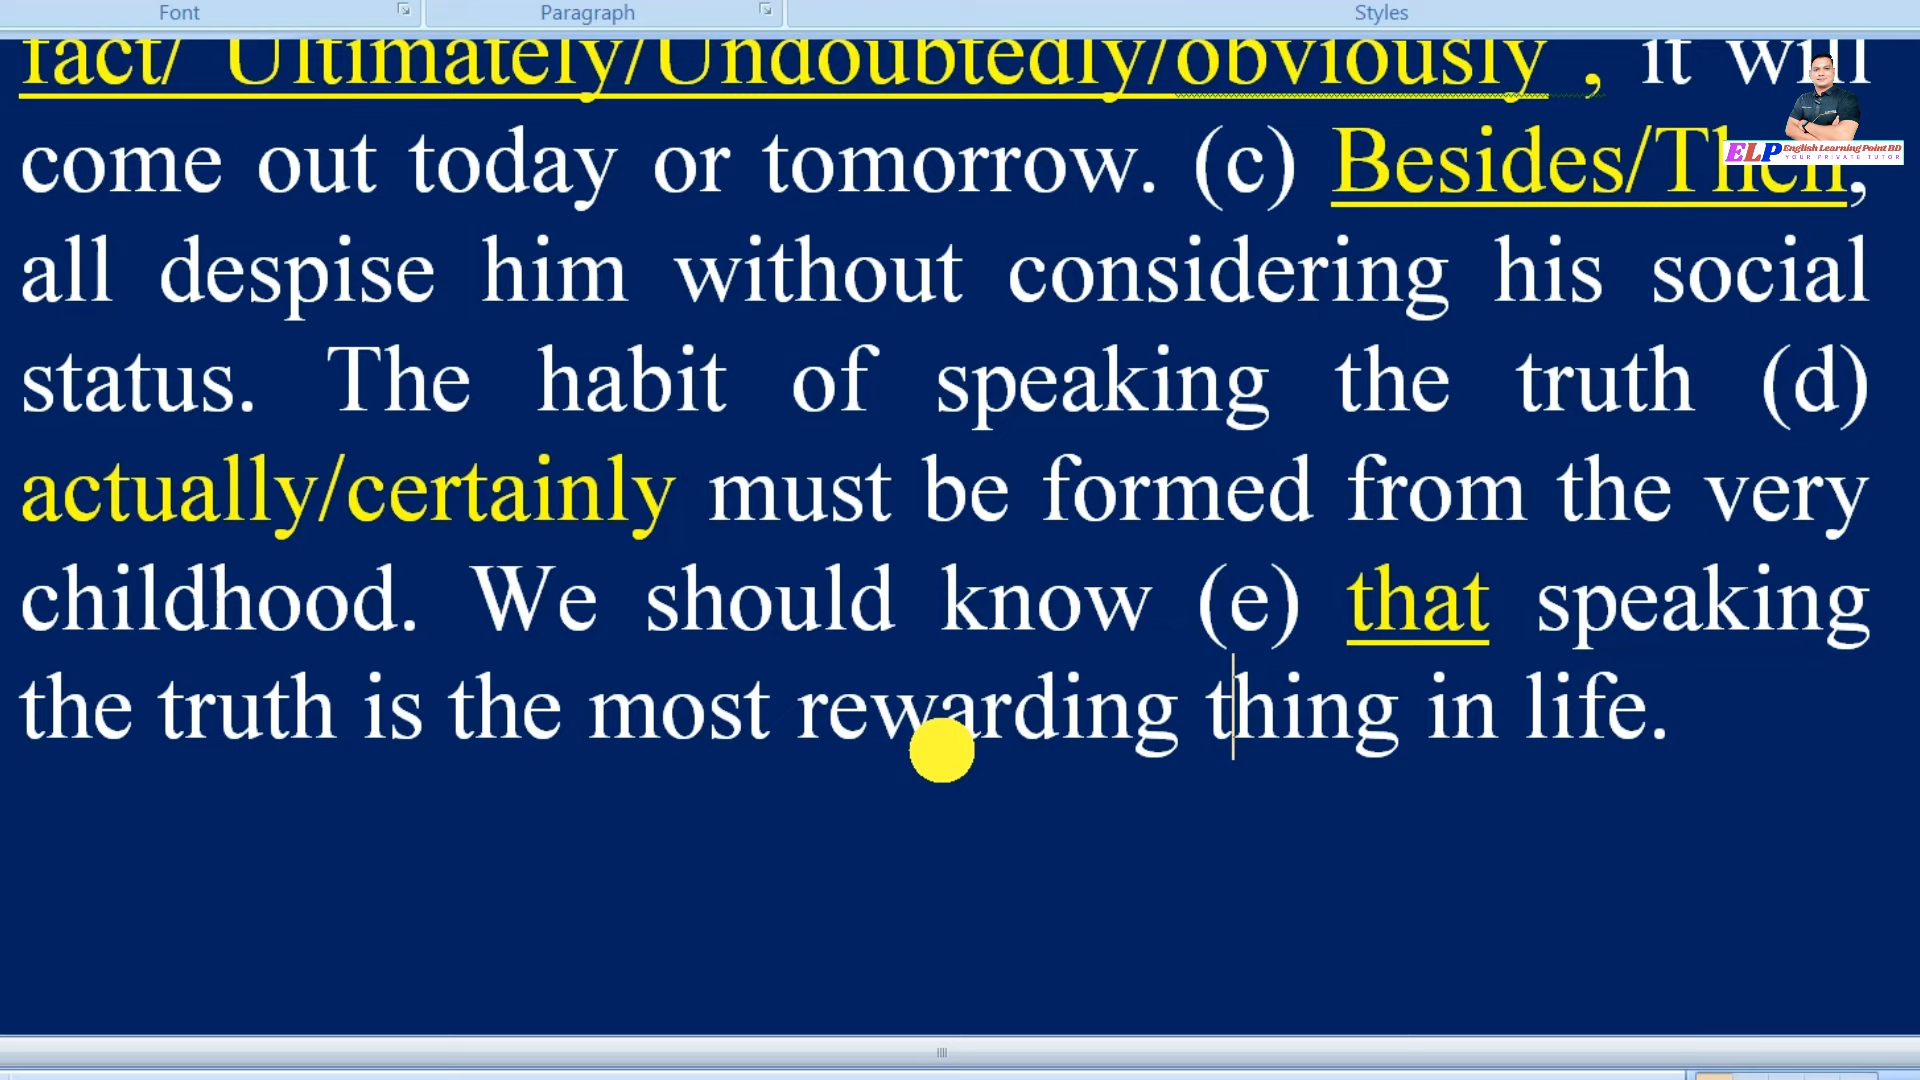 Font Paragraph Styles
fact/ Ultimately/Undoubtedly/obviously , it will
come out today or tomorrow. (c) Besides/Then,
ELP English Learning Point BD
YOUR PRIVATE TUTOR
all despise him without considering his social
status. The habit of speaking the truth (d)
actually/certainly must be formed from the very
childhood. We should know (e) that speaking
the truth is the most rewarding thing in life.